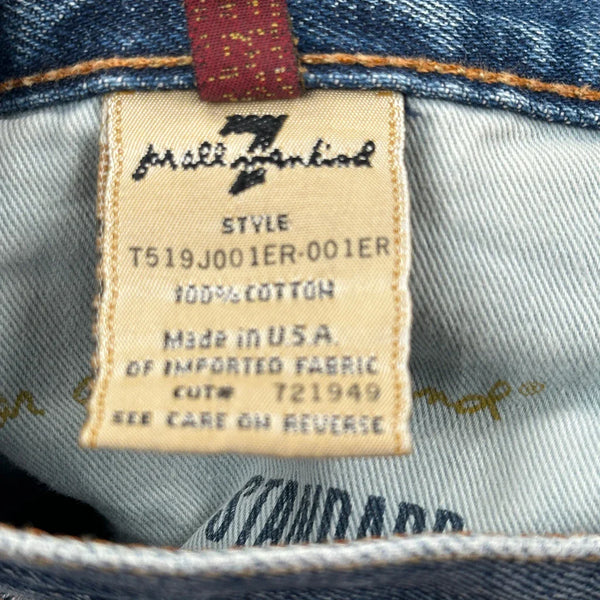 7
for all mankind
STYLE
T519J001ER-001ER
100% COTTON
Made in U.S.A.
OF IMPORTED FABRIC
CUT# 721949
SEE CARE ON REVERSE
STANDARD